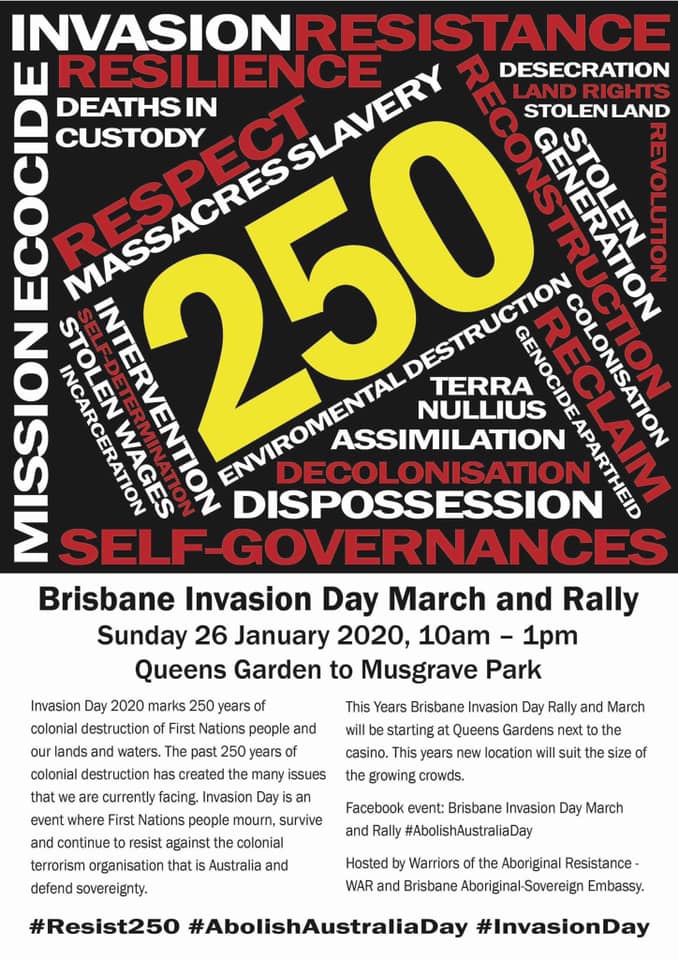 INVASION RESISTANCE
RESILIENCE
MISSION ECOCIDE
DEATHS IN
CUSTODY
RESPECT
MASSACRES SLAVERY
250
DESECRATION
LAND RIGHTS
STOLEN LAND
REVOLUTION
RECONSTRUCTION
STOLEN
GENERATION
COLONISATION
RECLAIM
GENOCIDE APARTHEID
INTERVENTION
SELF-DETERMINATION
STOLEN WAGES
INCARCERATION
ENVIROMENTAL DESTRUCTION
TERRA
NULLIUS
ASSIMILATION
DECOLONISATION
DISPOSSESSION
SELF-GOVERNANCES
Brisbane Invasion Day March and Rally
Sunday 26 January 2020, 10am – 1pm
Queens Garden to Musgrave Park
Invasion Day 2020 marks 250 years of
colonial destruction of First Nations people and
our lands and waters. The past 250 years of
colonial destruction has created the many issues
that we are currently facing. Invasion Day is an
event where First Nations people mourn, survive
and continue to resist against the colonial
terrorism organisation that is Australia and
defend sovereignty.
This Years Brisbane Invasion Day Rally and March
will be starting at Queens Gardens next to the
casino. This years new location will suit the size of
the growing crowds.
Facebook event: Brisbane Invasion Day March
and Rally #AbolishAustraliaDay
Hosted by Warriors of the Aboriginal Resistance -
WAR and Brisbane Aboriginal-Sovereign Embassy.
#Resist250 #AbolishAustraliaDay #InvasionDay